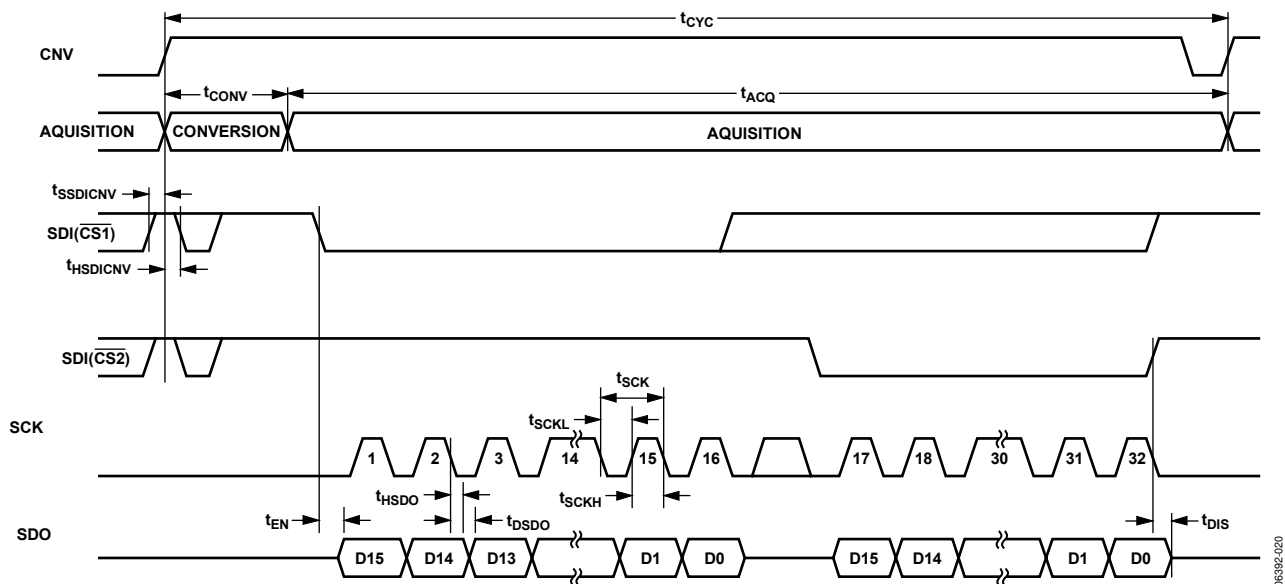 tCYC
CNV
tCONV
tACQ
AQUISITION
CONVERSION
AQUISITION
tSSDICNV
SDI(CS1)
tHSDICNV
SDI(CS2)
tSCK
tSCKL
SCK
1 2 3 14 15 16 17 18 30 31 32
tHSDO
tSCKH
tEN
tDSDO
tDIS
SDO
D15 D14 D13 D1 D0 D15 D14 D1 D0
06392-020